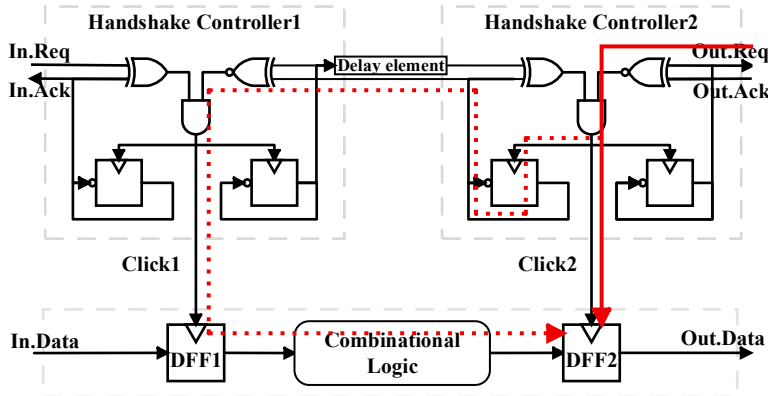 Handshake Controller1
Handshake Controller2
In.Req
Delay element
Out.Req
In.Ack
Out.Ack
Click1
Click2
In.Data
DFF1
Combinational
Logic
DFF2
Out.Data